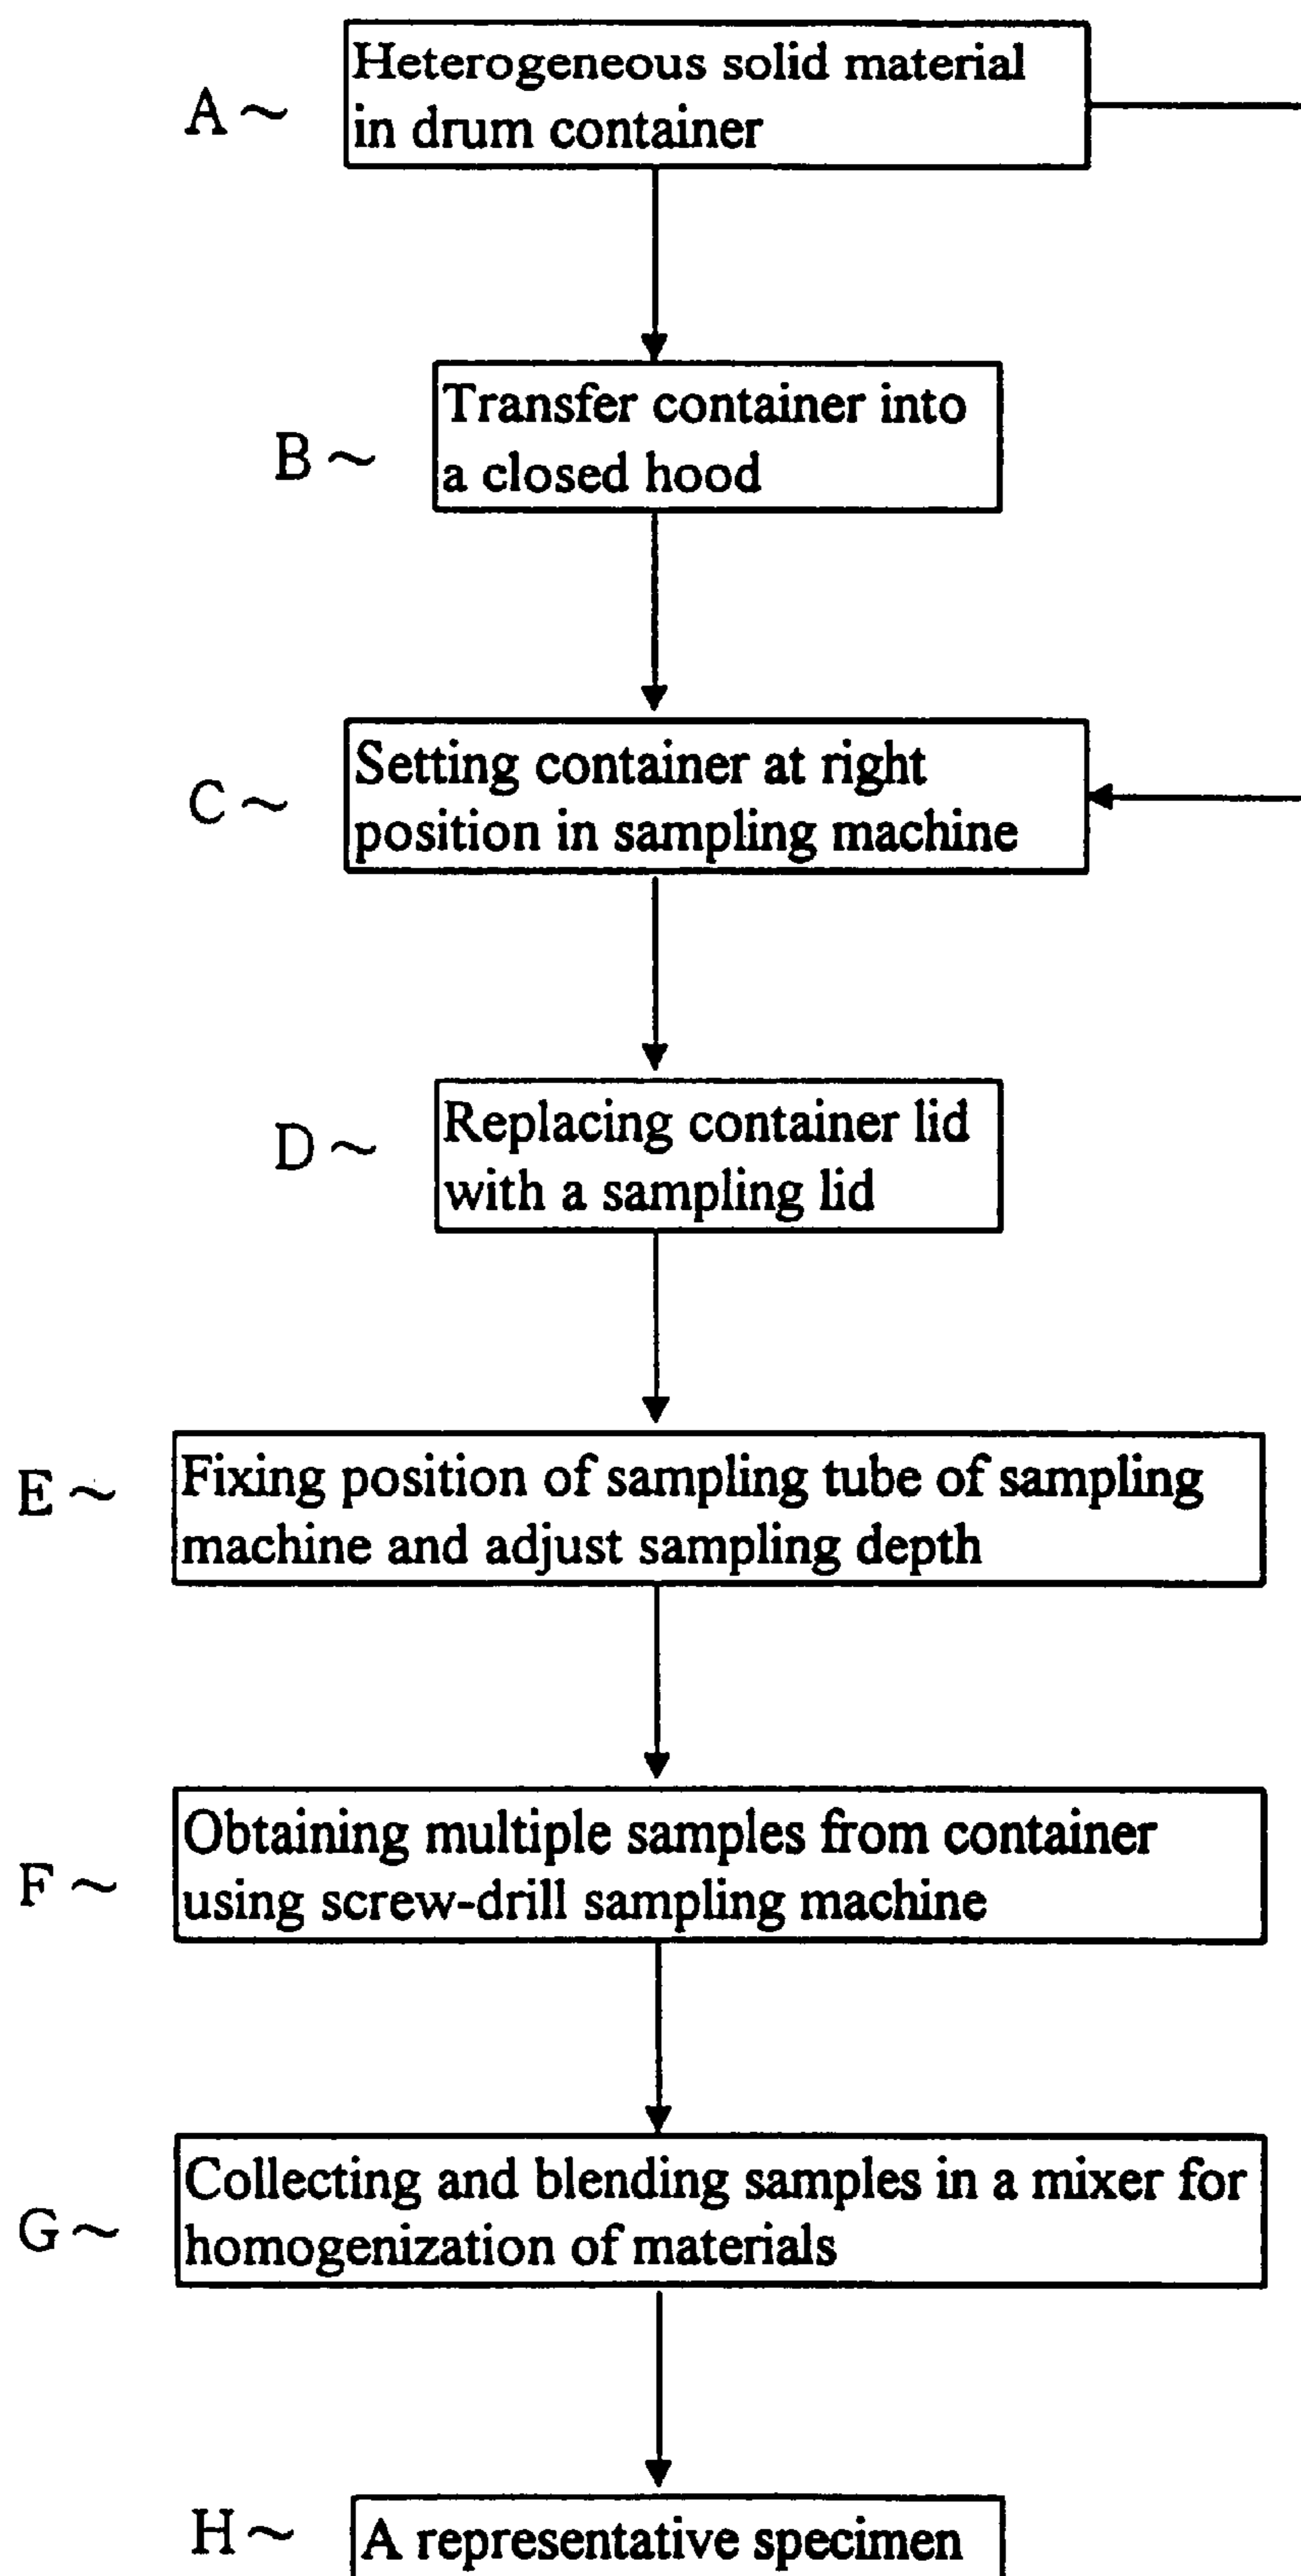 A ~
Heterogeneous solid material
in drum container
B ~
Transfer container into
a closed hood
C ~
Setting container at right
position in sampling machine
D ~
Replacing container lid
with a sampling lid
E ~
Fixing position of sampling tube of sampling
machine and adjust sampling depth
F ~
Obtaining multiple samples from container
using screw-drill sampling machine
G ~
Collecting and blending samples in a mixer for
homogenization of materials
H ~
A representative specimen